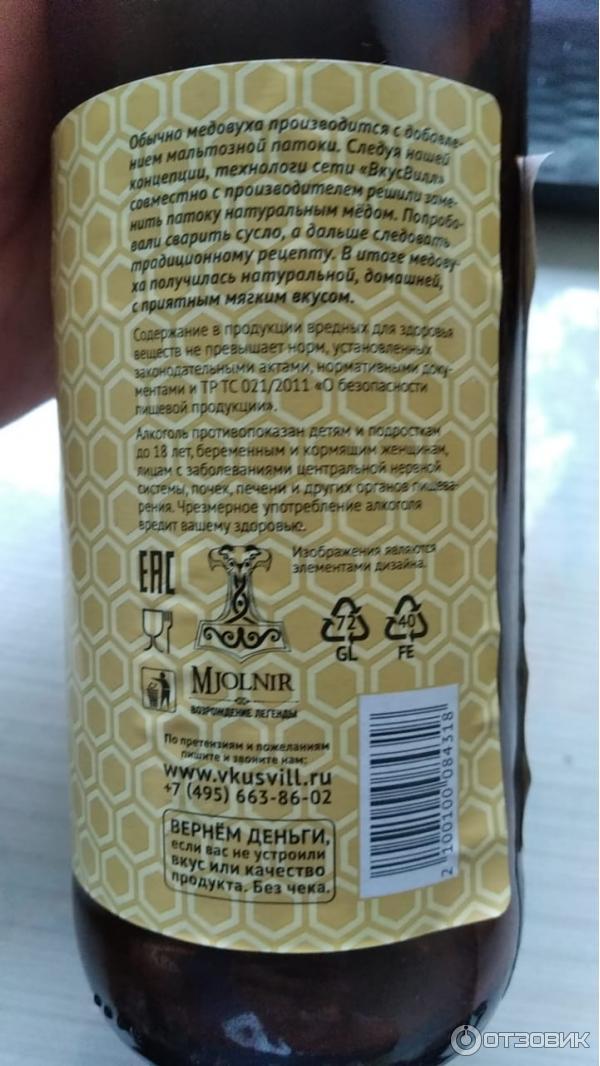 Обычно медовуха производится с добавле-
нием мальтозной патоки. Следуя нашей
концепции, технологи сети «ВкусВилл»
совместно с производителем решили заме-
нить патоку натуральным мёдом. Попробо-
вали сварить сусло, а дальше следовать
традиционному рецепту. В итоге медову-
ха получилась натуральной, домашней,
с приятным мягким вкусом.
Содержание в продукции вредных для здоровья
веществ не превышает норм, установленных
законодательными актами, нормативными доку-
ментами и ТР ТС 021/2011 «О безопасности
пищевой продукции».
Алкоголь противопоказан детям и подросткам
до 18 лет, беременным и кормящим женщинам,
лицам с заболеваниями центральной нервной
системы, почек, печени и других органов пищева-
рения. Чрезмерное употребление алкоголя
вредит вашему здоровью.
Изображения являются
элементами дизайна.
EAC
72
GL
40
FE
MJOLNIR
ВОЗРОЖДЕНИЕ ЛЕГЕНДЫ
По претензиям и пожеланиям
пишите и звоните нам:
www.vkusvill.ru
+7 (495) 663-86-02
ВЕРНЁМ ДЕНЬГИ,
если вас не устроили
вкус или качество
продукта. Без чека.
2 100100 084318
ОТЗОВИК